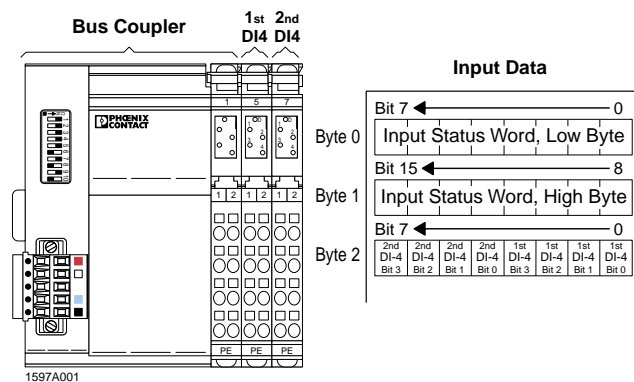 Bus Coupler
1st DI4
2nd DI4
1 5 7
PHŒNIX
CONTACT
1 2 1 2 1 2
PE PE PE
1597A001
Input Data
Bit 7 0
Byte 0 Input Status Word, Low Byte
Bit 15 8
Byte 1 Input Status Word, High Byte
Bit 7 0
Byte 2
2nd DI-4 Bit 3
2nd DI-4 Bit 2
2nd DI-4 Bit 1
2nd DI-4 Bit 0
1st DI-4 Bit 3
1st DI-4 Bit 2
1st DI-4 Bit 1
1st DI-4 Bit 0